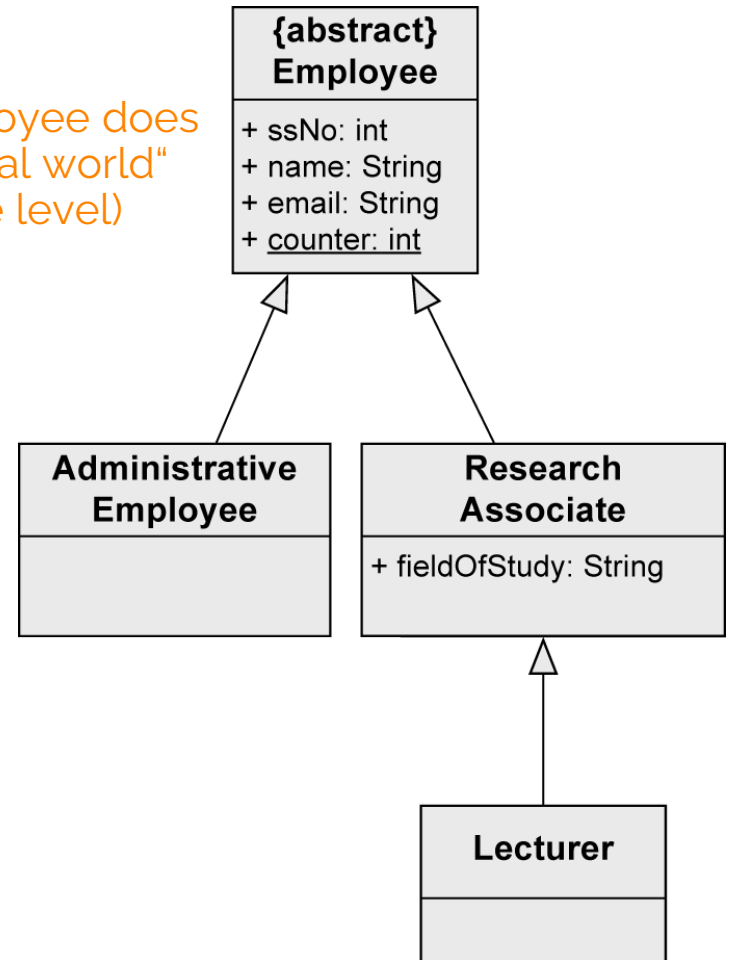 {abstract}
Employee
oyee does
al world“
e level)
+ ssNo: int
+ name: String
+ email: String
+ counter: int
Administrative
Employee
Research
Associate
+ fieldOfStudy: String
Lecturer